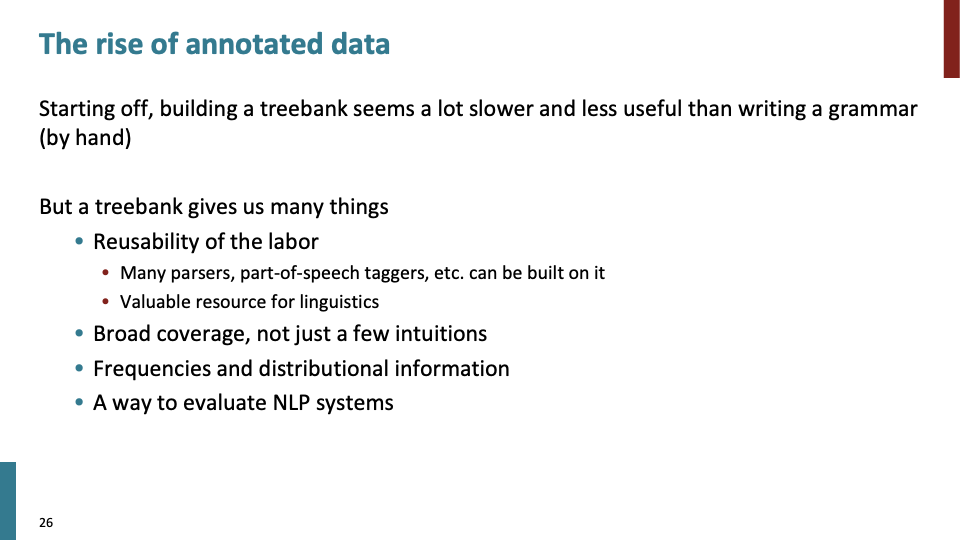 The rise of annotated data
Starting off, building a treebank seems a lot slower and less useful than writing a grammar
(by hand)
But a treebank gives us many things
• Reusability of the labor
• Many parsers, part-of-speech taggers, etc. can be built on it
• Valuable resource for linguistics
• Broad coverage, not just a few intuitions
• Frequencies and distributional information
• A way to evaluate NLP systems
26